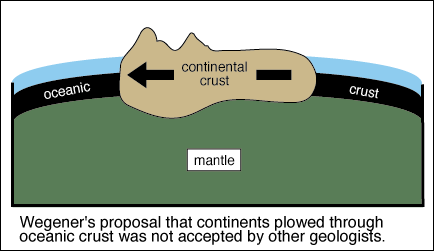 continental
crust
oceanic
crust
mantle
Wegener's proposal that continents plowed through
oceanic crust was not accepted by other geologists.